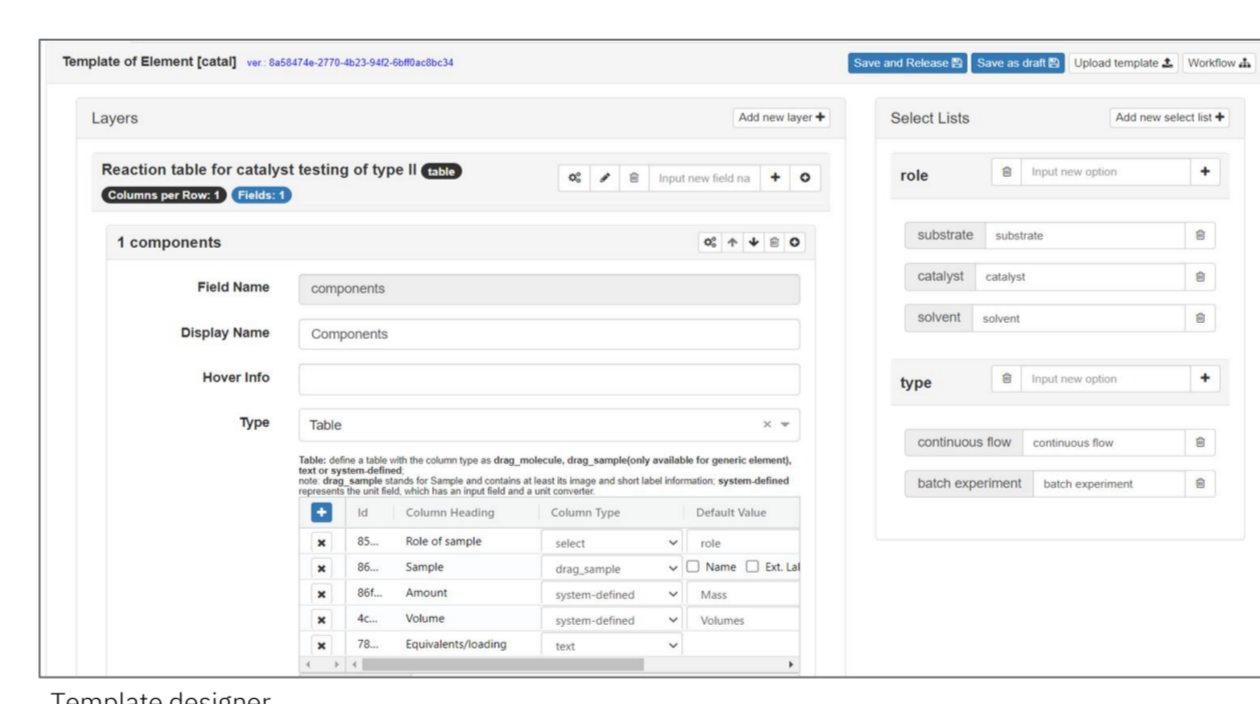 Template of Element [catal] ver.: 8a58474e-2770-4b23-94f2-6bff0ac8bc34
Save and Release Save as draft Upload template Workflow
Layers
Add new layer
Reaction table for catalyst testing of type II table
Columns per Row: 1 Fields: 1
Input new field na
1 components
Field Name components
Display Name Components
Hover Info
Type Table
Table: define a table with the column type as drag_molecule, drag_sample(only available for generic element),
text or system-defined;
note: drag_sample stands for Sample and contains at least its image and short label information; system-defined
represents the unit field, which has an input field and a unit converter.
Id Column Heading Column Type Default Value
85... Role of sample select role
86... Sample drag_sample Name Ext. Lal
86f... Amount system-defined Mass
4c... Volume system-defined Volumes
78... Equivalents/loading text
Select Lists
Add new select list
role Input new option
substrate substrate
catalyst catalyst
solvent solvent
type Input new option
continuous flow continuous flow
batch experiment batch experiment
Template designer